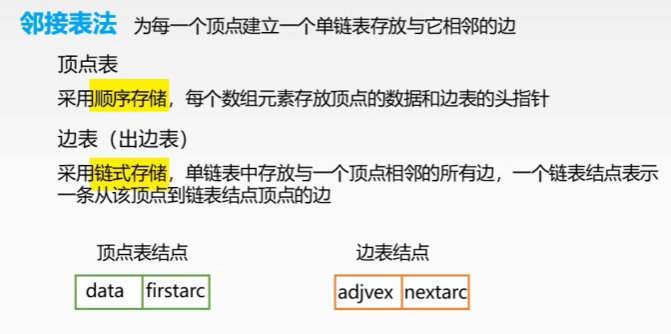 邻接表法 为每一个顶点建立一个单链表存放与它相邻的边
顶点表
采用顺序存储，每个数组元素存放顶点的数据和边表的头指针
边表（出边表）
采用链式存储，单链表中存放与一个顶点相邻的所有边，一个链表结点表示
一条从该顶点到链表结点顶点的边
顶点表结点 边表结点
data firstarc adjvex nextarc